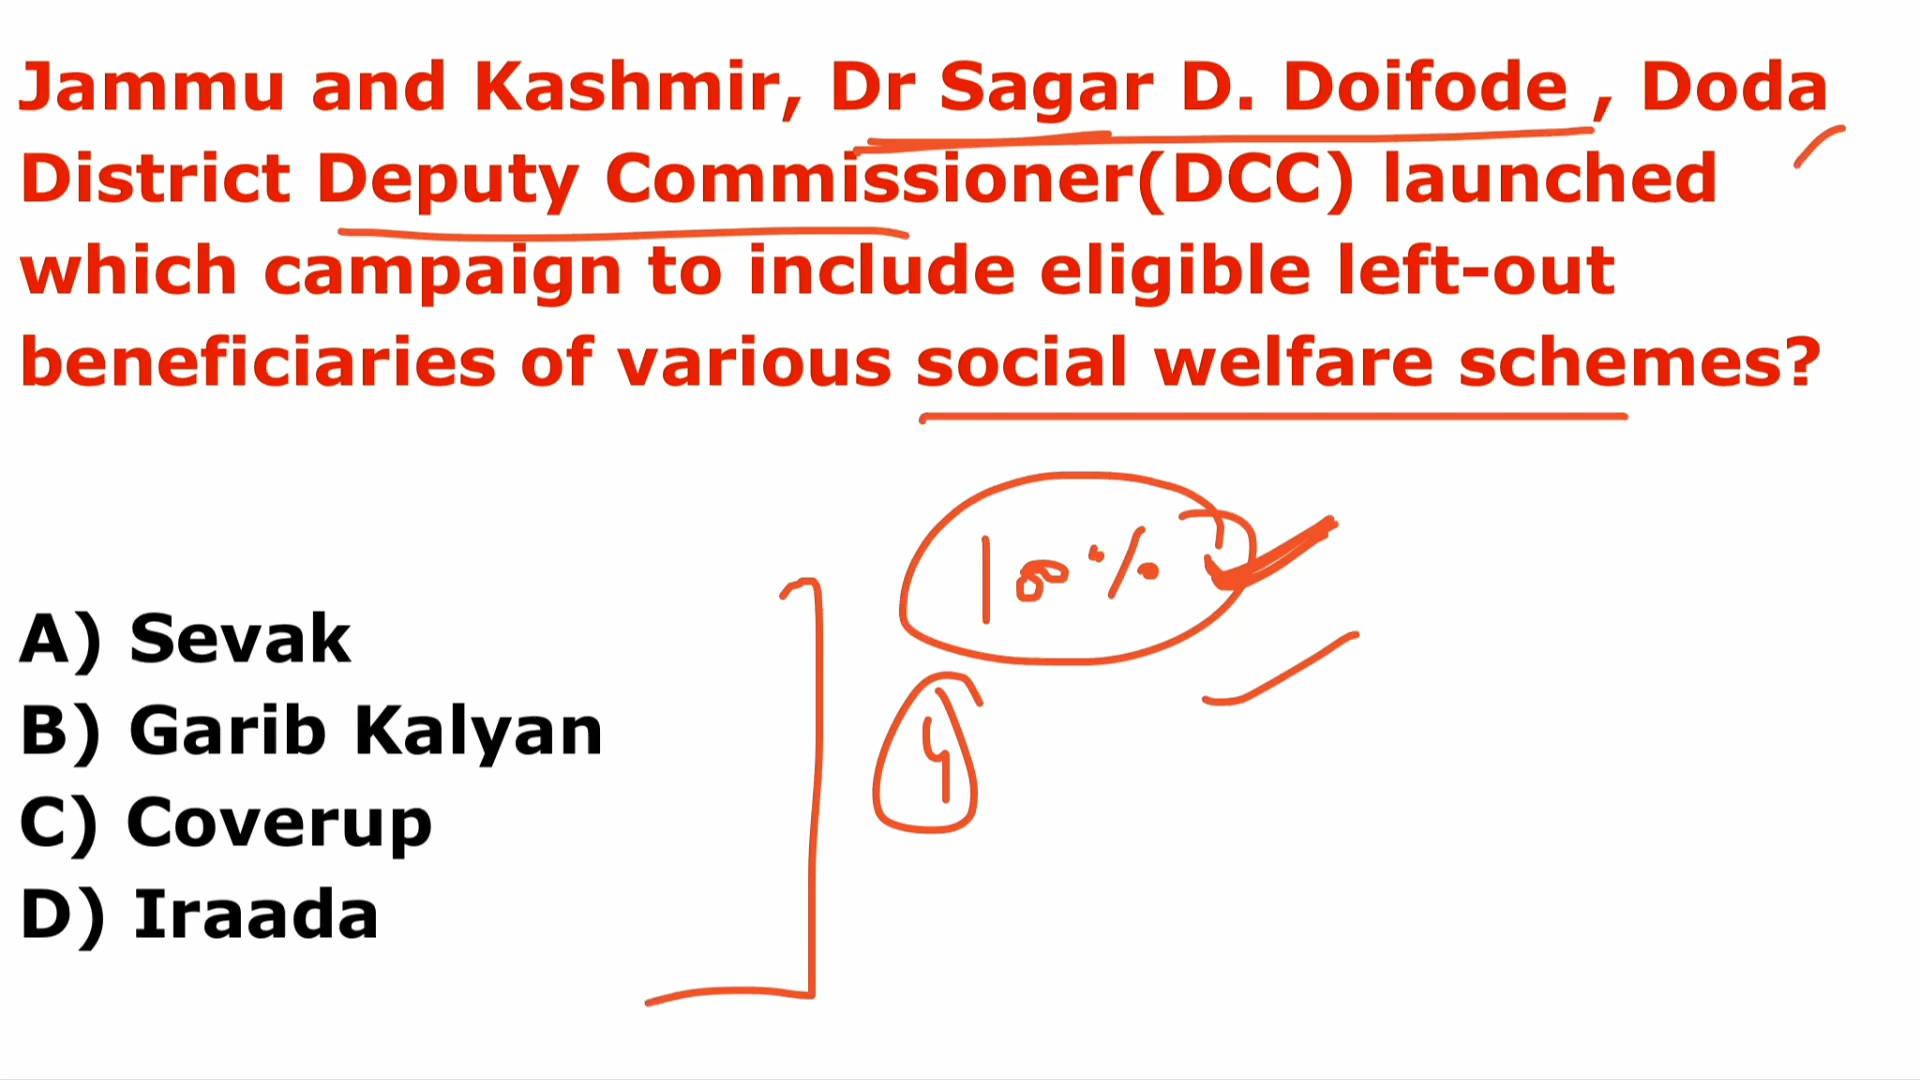 Jammu and Kashmir, Dr Sagar D. Doifode , Doda
District Deputy Commissioner(DCC) launched
which campaign to include eligible left-out
beneficiaries of various social welfare schemes?
100%
A) Sevak
B) Garib Kalyan
C) Coverup
D) Iraada